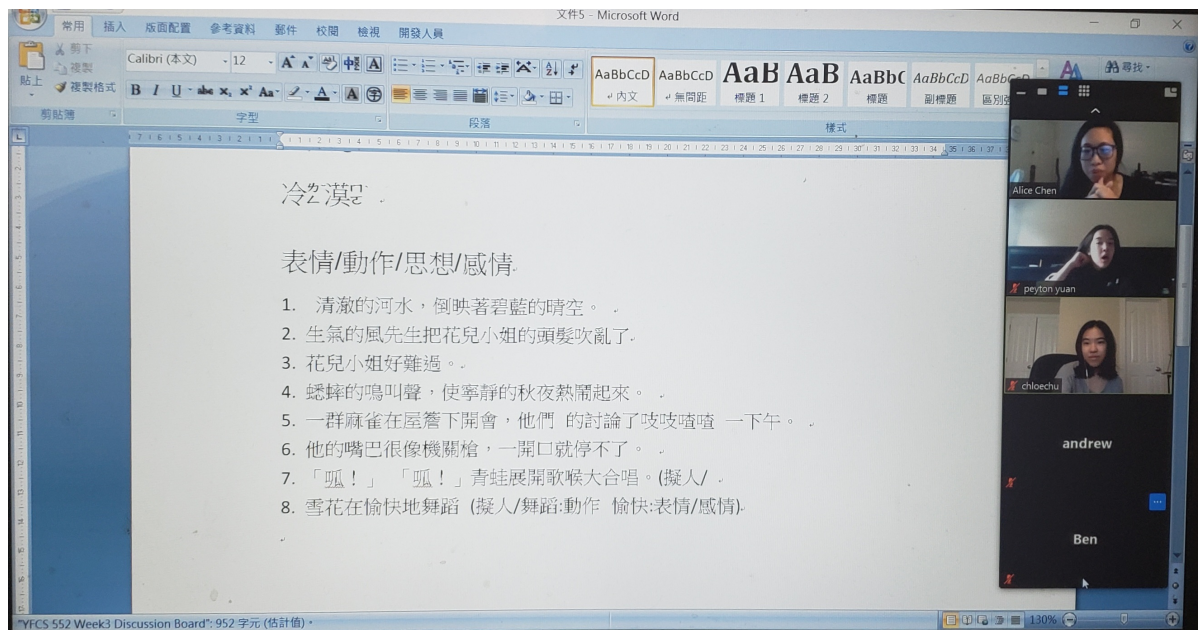 文件5 - Microsoft Word
常用 插入 版面配置 參考資料 郵件 校閱 檢視 開發人員
剪下
複製
貼上
複製格式
剪貼簿
Calibri (本文) 12
字型
段落
AaBbCcD AaBbCcD AaB AaB AaBbC AaBbCcD
內文 無間距 標題 1 標題 2 標題 副標題
樣式
尋找
冷ㄌㄥˇ漠ㄇㄛˋ
表情/動作/思想/感情
1. 清澈的河水，倒映著碧藍的晴空。
2. 生氣的風先生把花兒小姐的頭髮吹亂了
3. 花兒小姐好難過。
4. 蟋蟀的鳴叫聲，使寧靜的秋夜熱鬧起來。
5. 一群麻雀在屋簷下開會，他們 的討論了吱吱喳喳 一下午。
6. 他的嘴巴很像機關槍，一開口就停不了。
7. 「呱！」 「呱！」青蛙展開歌喉大合唱。(擬人/
8. 雪花在愉快地舞蹈 (擬人/舞蹈:動作 愉快:表情/感情)
Alice Chen
peyton yuan
chloechu
andrew
Ben
"YFCS 552 Week3 Discussion Board": 952 字元 (估計值)
130%